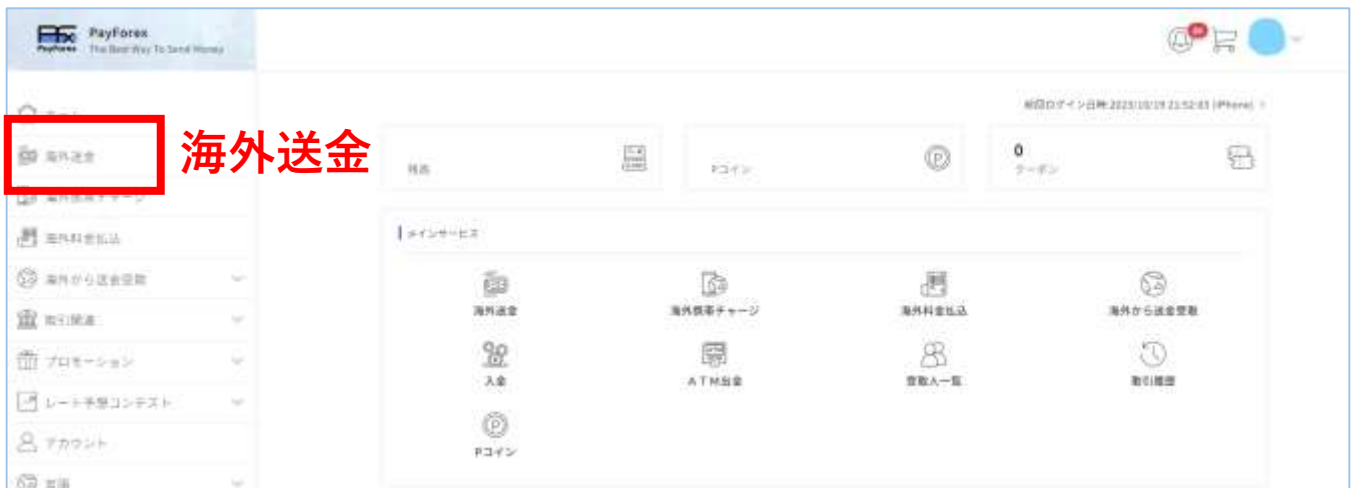 PayForex
The Best Way To Send Money
PayForex
前回ログイン日時:2023/10/19 21:52:03 (iPhone)
ホーム
海外送金
海外送金
海外携帯チャージ
海外料金払込
海外から送金受取
取引関連
プロモーション
レート予想コンテスト
アカウント
言語
残高
Pコイン
0
クーポン
メインサービス
海外送金
海外携帯チャージ
海外料金払込
海外から送金受取
入金
ATM出金
受取人一覧
取引履歴
Pコイン